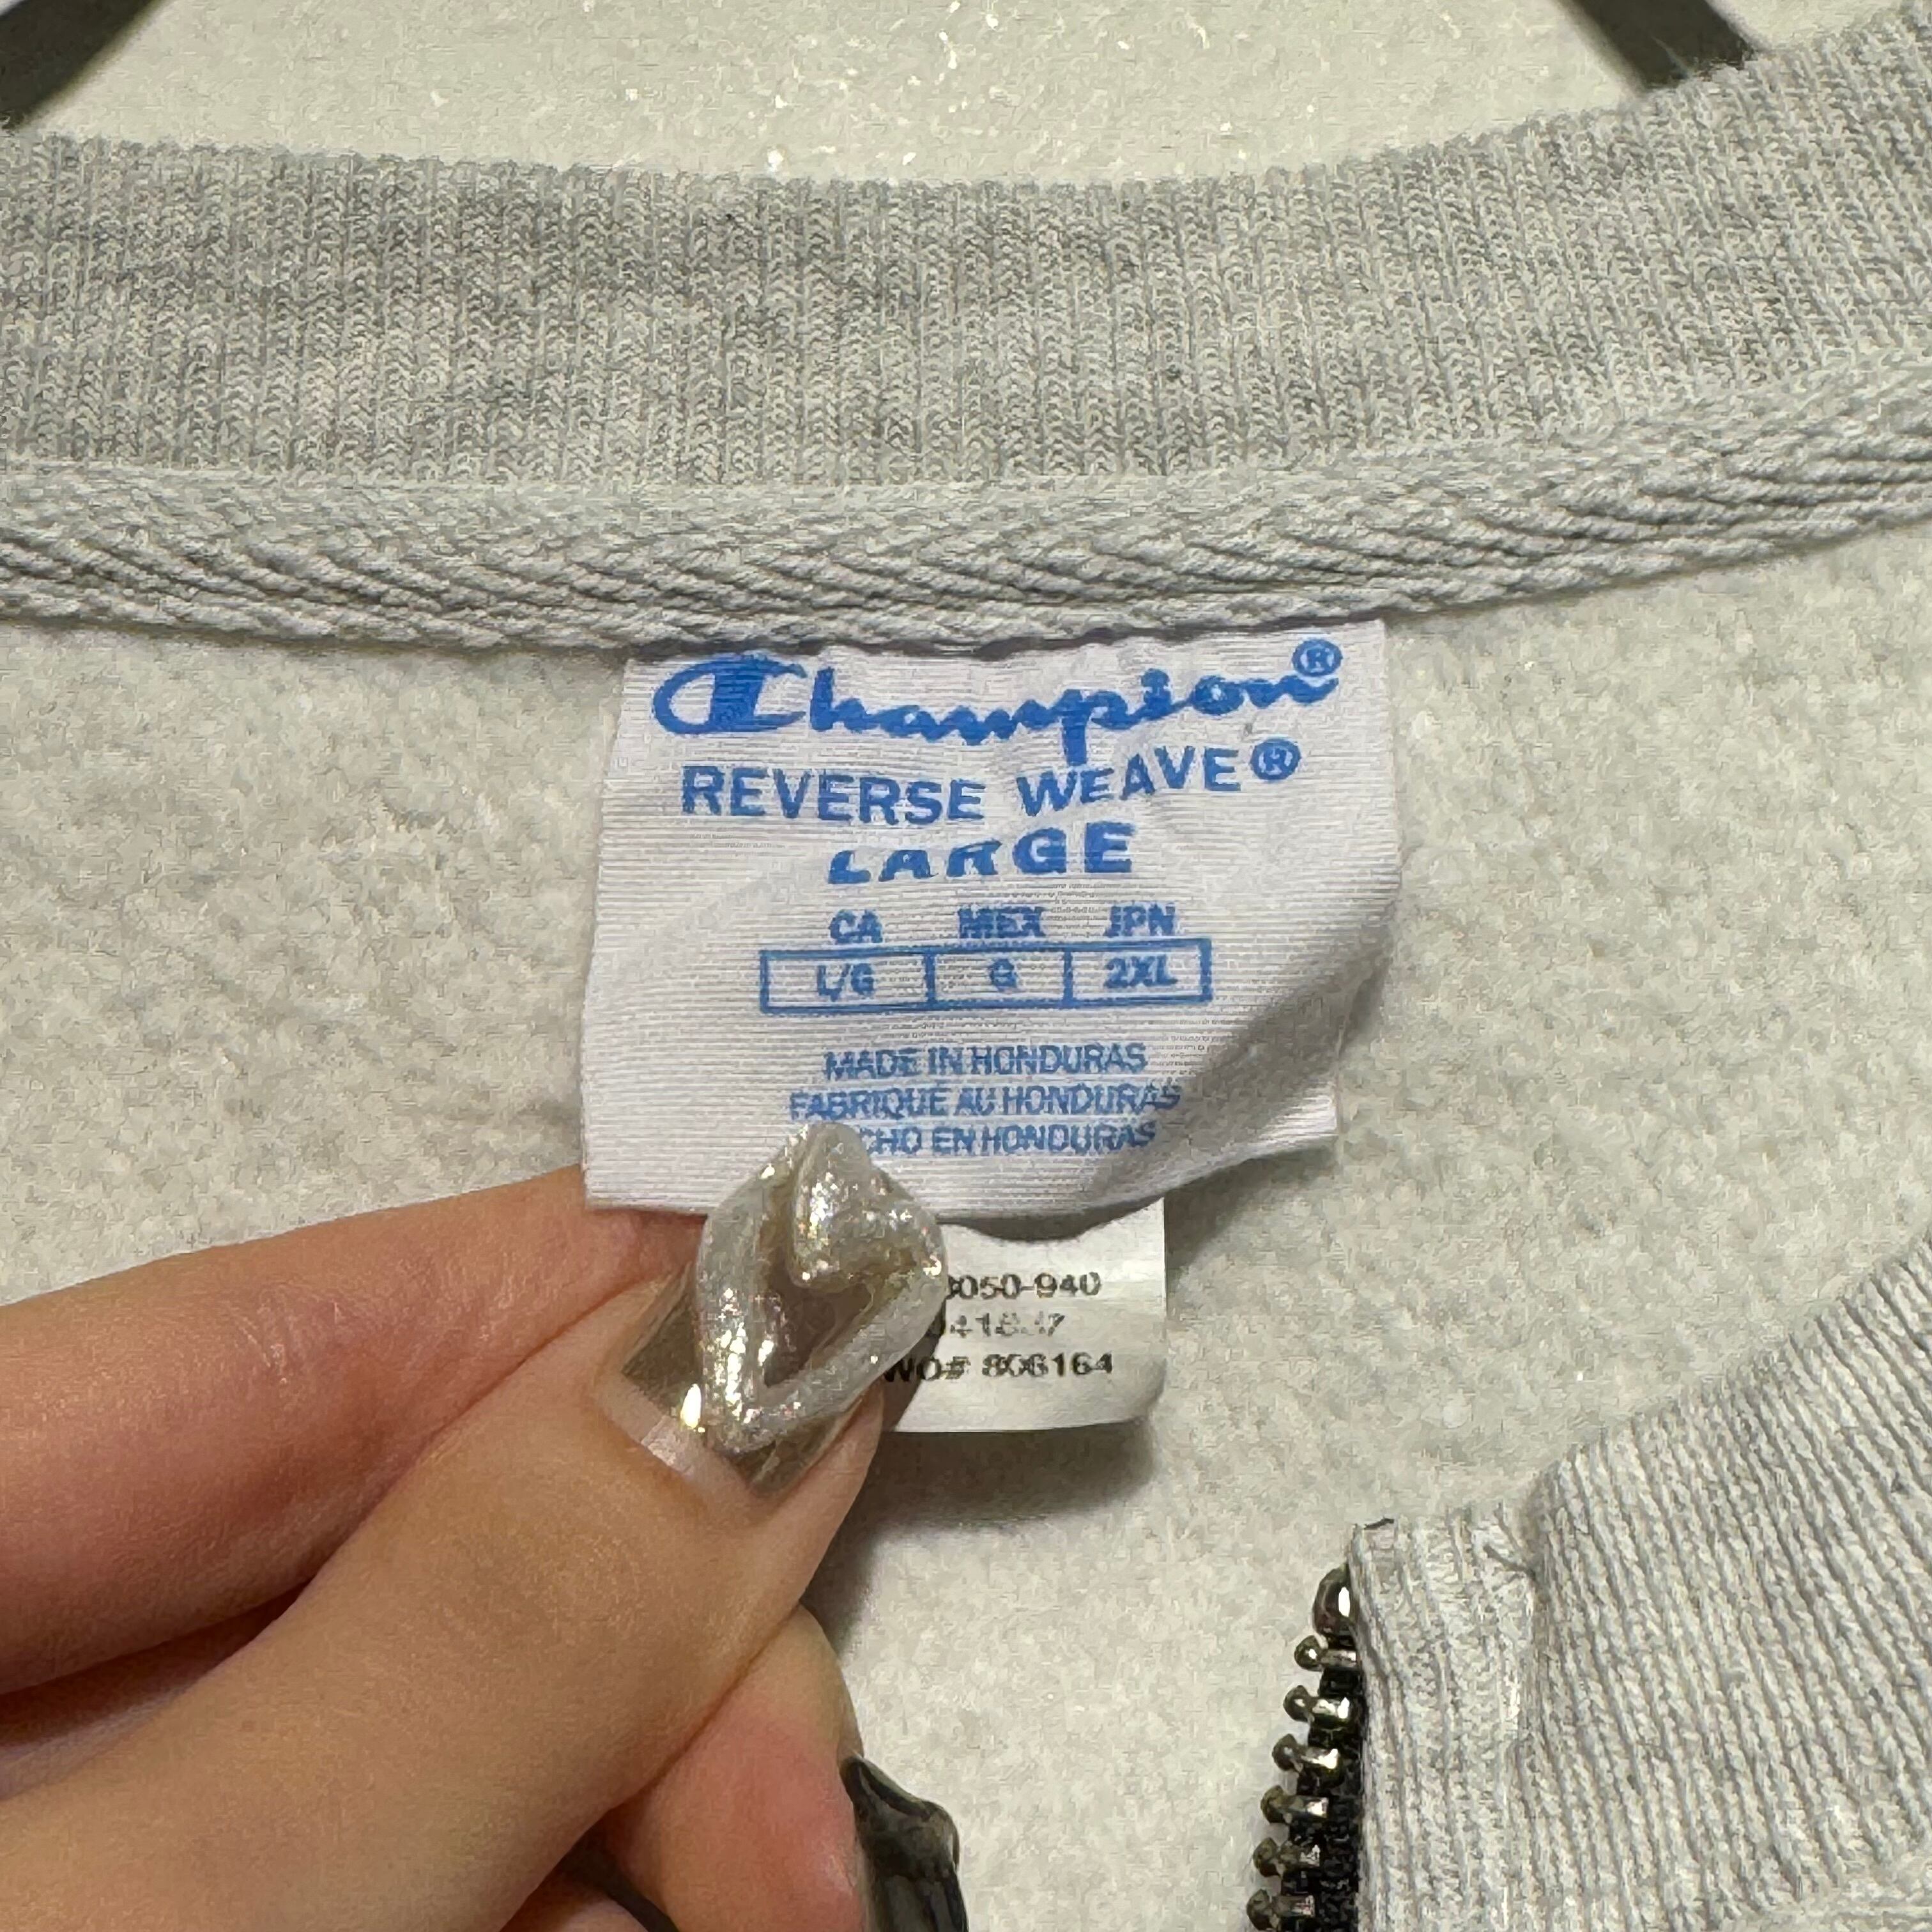 Champion®
REVERSE WEAVE®
LARGE
CA MEX JPN
L/G G 2XL
MADE IN HONDURAS
FABRIQUÉ AU HONDURAS
CHO EN HONDURAS
050-940
WO# 806164